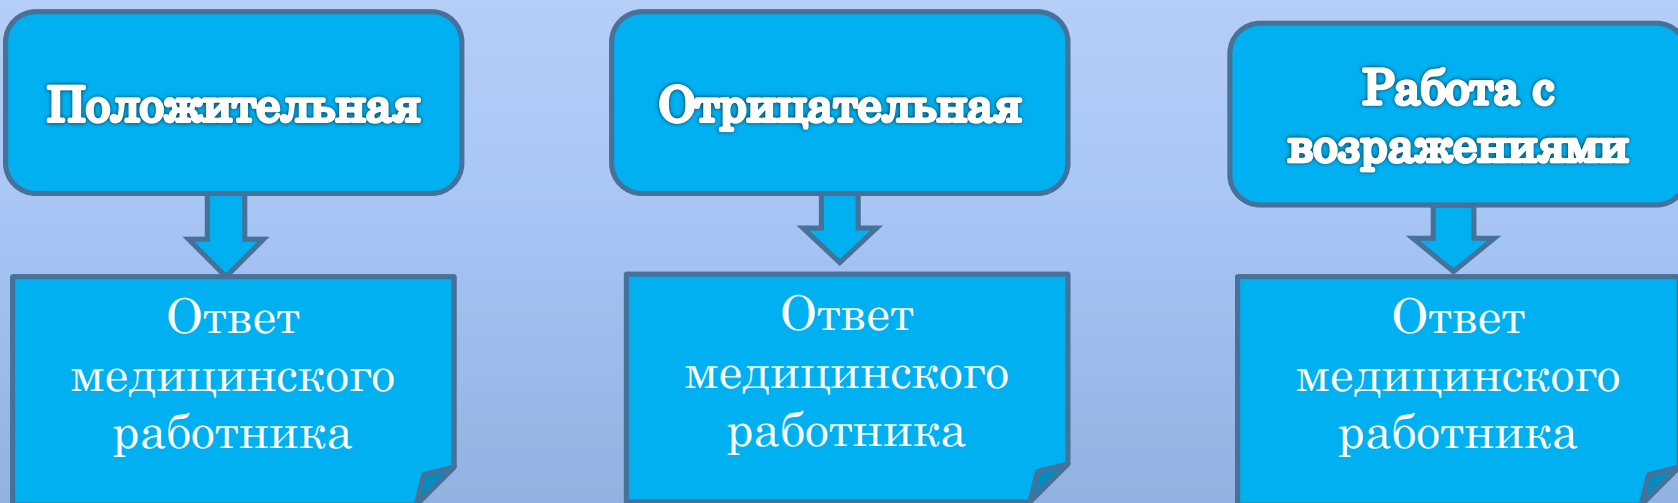 Положительная
Отрицательная
Работа с
возражениями
Ответ
медицинского
работника
Ответ
медицинского
работника
Ответ
медицинского
работника